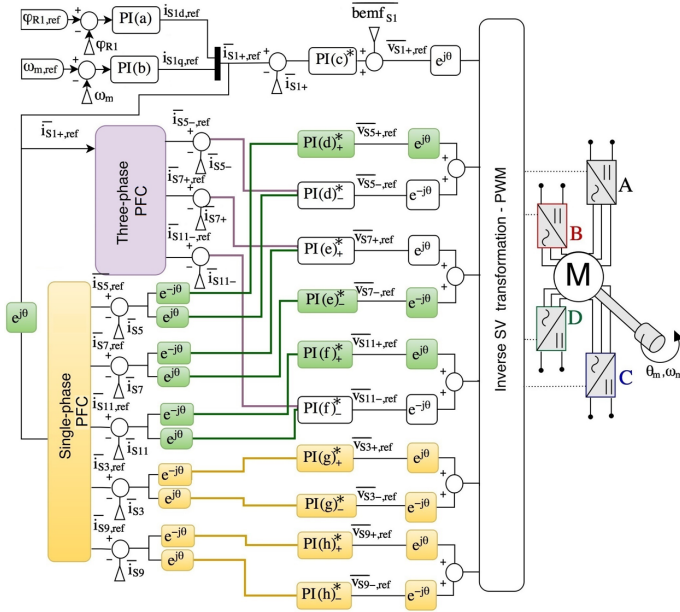 φR1,ref
PI(a)
iS1d,ref
φR1
ωm,ref
PI(b)
iS1q,ref
ωm
iS1+,ref
iS1+
PI(c)*
bemfS1
vS1+,ref
ejθ
iS1+,ref
Three-phase
PFC
iS5-,ref
iS5-
iS7+,ref
iS7+
iS11-,ref
iS11-
PI(d)*+
vS5+,ref
ejθ
PI(d)*-
vS5-,ref
e-jθ
PI(e)*+
vS7+,ref
ejθ
PI(e)*-
vS7-,ref
e-jθ
PI(f)*+
vS11+,ref
ejθ
PI(f)*-
vS11-,ref
e-jθ
ejθ
Single-phase
PFC
iS5,ref
iS5
e-jθ
ejθ
iS7,ref
iS7
e-jθ
ejθ
iS11,ref
iS11
e-jθ
ejθ
iS3,ref
iS3
e-jθ
ejθ
iS9,ref
iS9
e-jθ
ejθ
PI(g)*+
vS3+,ref
ejθ
PI(g)*-
vS3-,ref
e-jθ
PI(h)*+
vS9+,ref
ejθ
PI(h)*-
vS9-,ref
e-jθ
Inverse SV transformation - PWM
A
B
M
D
C
θm,ωm